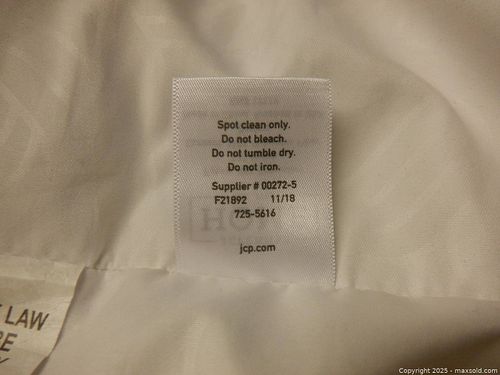 Spot clean only.
Do not bleach.
Do not tumble dry.
Do not iron.
Supplier # 00272-5
F21892 11/18
725-5616
jcp.com
LAW
Copyright 2025 - maxsold.com